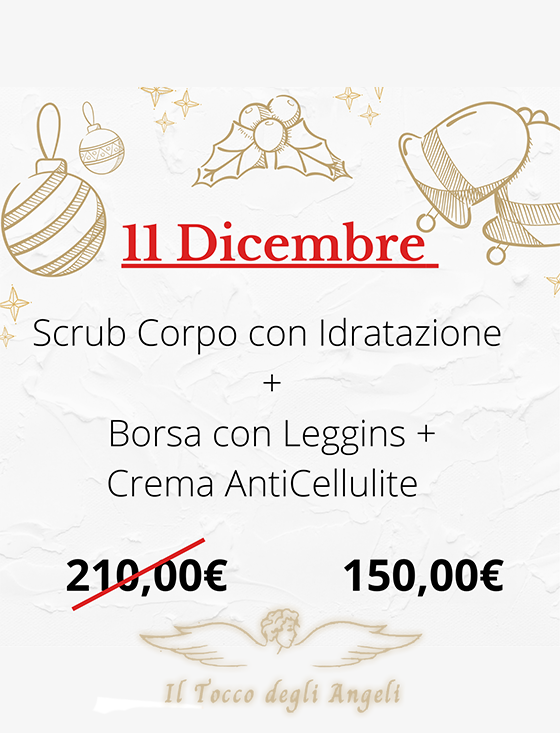 11 Dicembre
Scrub Corpo con Idratazione
+
Borsa con Leggins +
Crema AntiCellulite
210,00€ 150,00€
Il Tocco degli Angeli